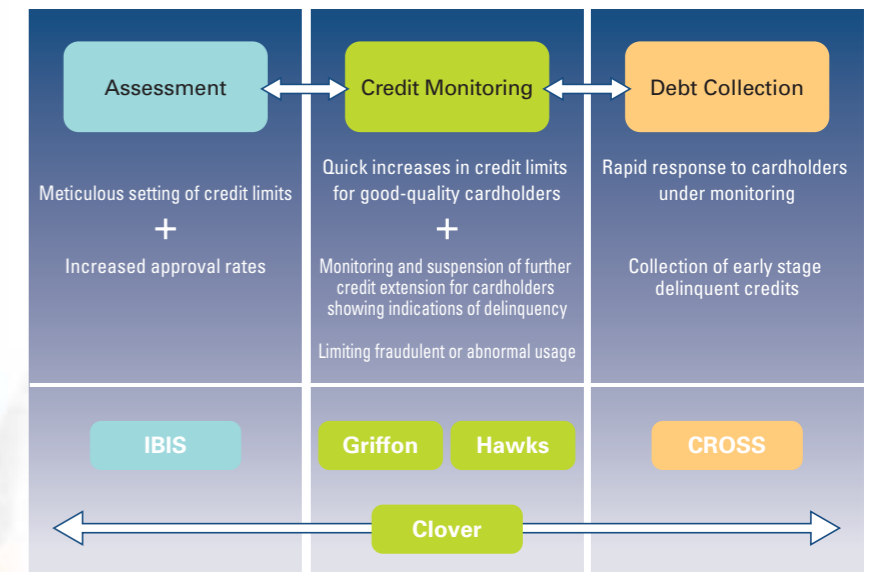 Assessment
Credit Monitoring
Debt Collection
Meticulous setting of credit limits
+
Increased approval rates
Quick increases in credit limits
for good-quality cardholders
+
Monitoring and suspension of further
credit extension for cardholders
showing indications of delinquency
Limiting fraudulent or abnormal usage
Rapid response to cardholders
under monitoring
Collection of early stage
delinquent credits
IBIS
Griffon
Hawks
CROSS
Clover